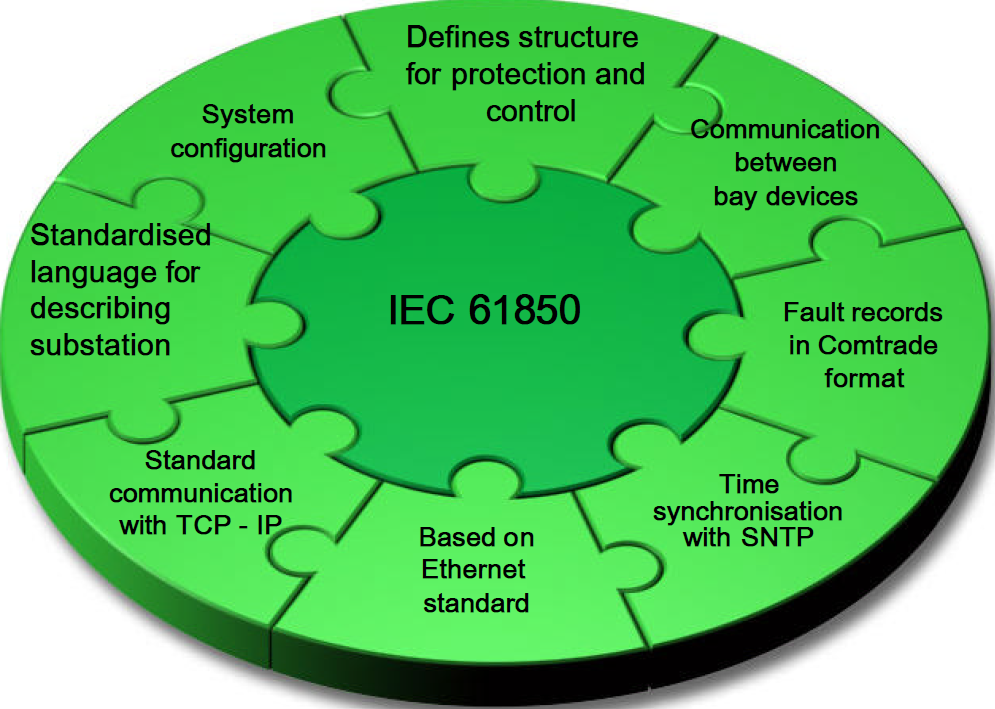 Defines structure
for protection and
control
Communication
between
bay devices
Fault records
in Comtrade
format
Time
synchronisation
with SNTP
Based on
Ethernet
standard
Standard
communication
with TCP - IP
Standardised
language for
describing
substation
System
configuration
IEC 61850